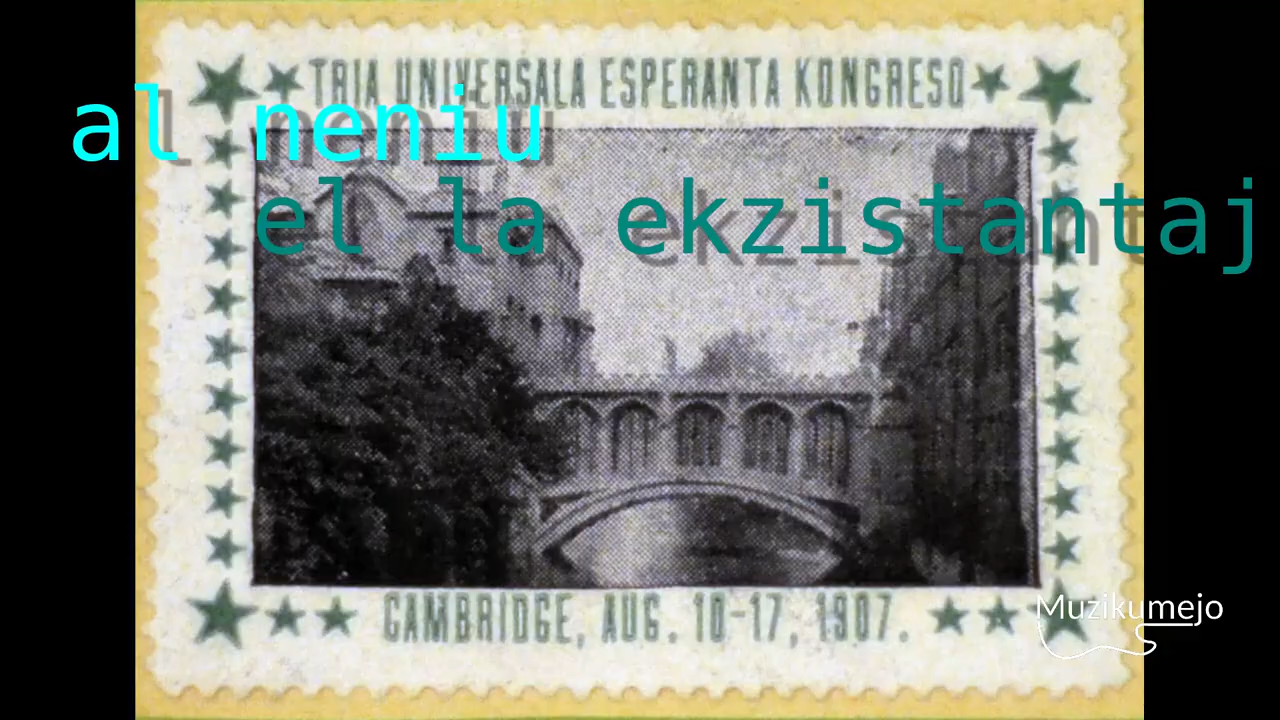 TRIA UNIVERSALA ESPERANTA KONGRESO
al neniu
el la ekzistantaj
CAMBRIDGE, AUG. 10-17, 1907.
Muzikumejo